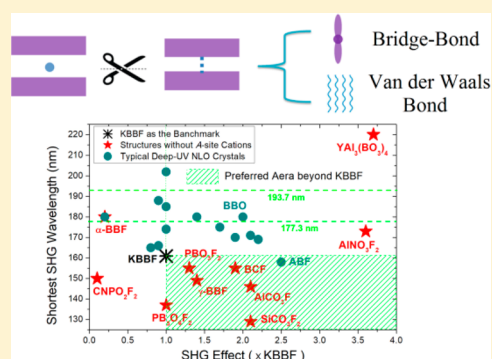 Bridge-Bond
Van der Waals
Bond
Shortest SHG Wavelength (nm)
220
210
200
190
180
170
160
150
140
130
KBBF as the Banchmark
Structures without A-site Cations
Typical Deep-UV NLO Crystals
Preferred Aera beyond KBBF
YAl3(BO3)4
193.7 nm
BBO
α-BBF
177.3 nm
AlNO3F2
KBBF
PBO3F2
BCF
ABF
CNPO2F2
γ-BBF
AlCO3F
PB2O4F2
SiCO3F2
0.0 0.5 1.0 1.5 2.0 2.5 3.0 3.5 4.0
SHG Effect ( × KBBF )